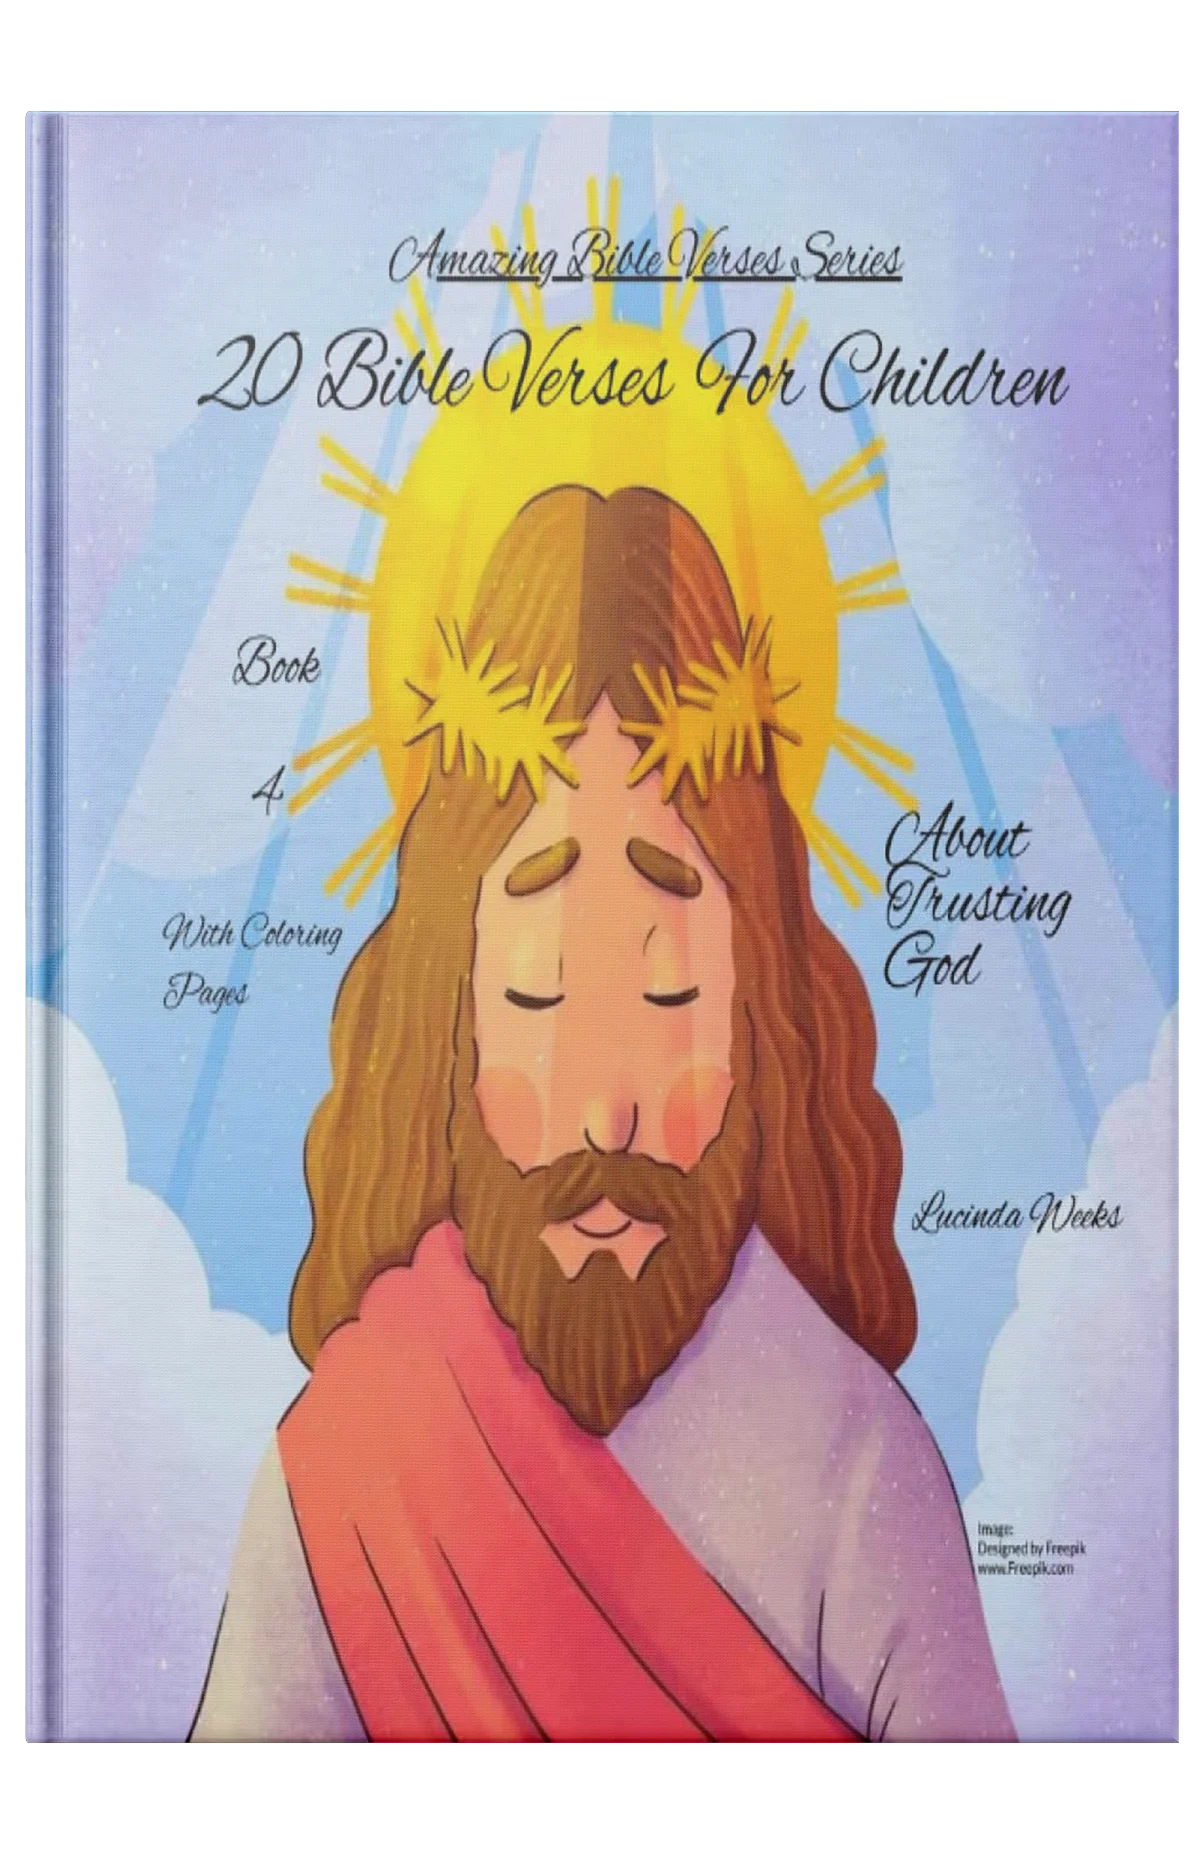 Amazing Bible Verses Series
20 Bible Verses For Children
Book
4
With Coloring
Pages
About
Trusting
God
Lucinda Weeks
Image:
Designed by Freepik
www.Freepik.com